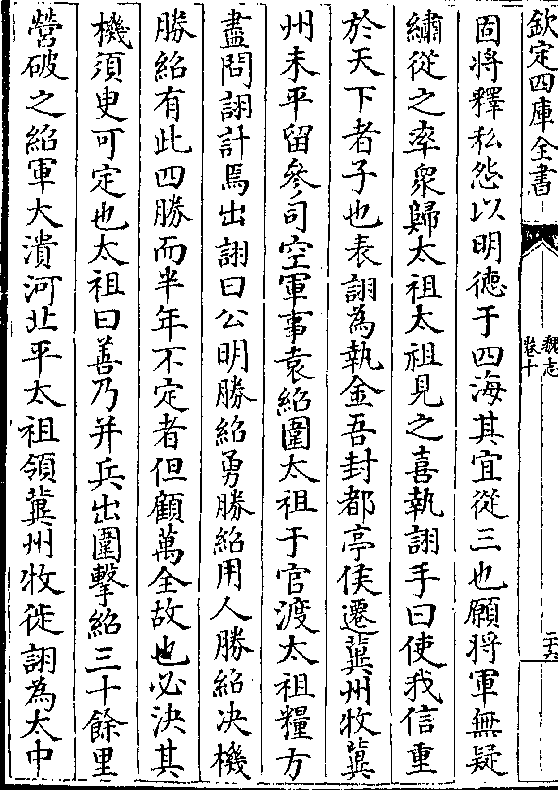 欽定四庫全書
魏志
卷十
二十六
固將釋私怨以明德于四海其宜從三也願將軍無疑
繡從之率衆歸太祖太祖見之喜執詡手曰使我信重
於天下者子也表詡為執金吾封都亭侯遷冀州牧冀
州未平留參司空軍事袁紹圍太祖于官渡太祖糧方
盡問詡計焉出詡曰公明勝紹勇勝紹用人勝紹决機
勝紹有此四勝而半年不定者但顧萬全故也必決其
機須臾可定也太祖曰善乃并兵出圍擊紹三十餘里
營破之紹軍大潰河北平太祖領冀州牧徙詡為太中